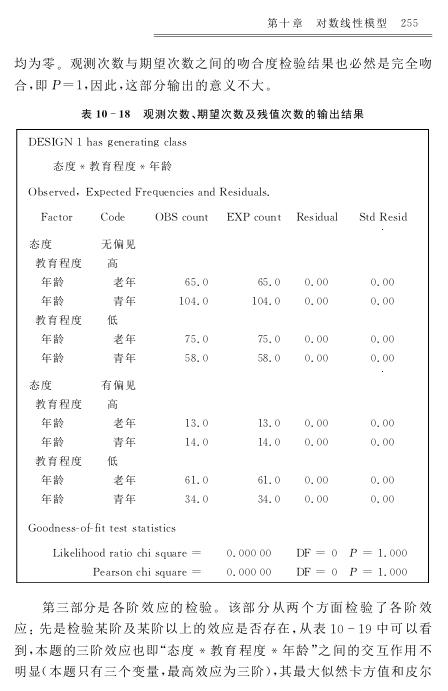 第十章 对数线性模型 255
均为零。观测次数与期望次数之间的吻合度检验结果也必然是完全吻
合,即 P=1,因此,这部分输出的意义不大。
表 10-18 观测次数、期望次数及残值次数的输出结果
DESIGN 1 has generating class
态度 * 教育程度 * 年龄
Observed, Expected Frequencies and Residuals.
Factor Code OBS count EXP count Residual Std Resid
态度 无偏见
教育程度 高
年龄 老年 65.0 65.0 0.00 0.00
年龄 青年 104.0 104.0 0.00 0.00
教育程度 低
年龄 老年 75.0 75.0 0.00 0.00
年龄 青年 58.0 58.0 0.00 0.00
态度 有偏见
教育程度 高
年龄 老年 13.0 13.0 0.00 0.00
年龄 青年 14.0 14.0 0.00 0.00
教育程度 低
年龄 老年 61.0 61.0 0.00 0.00
年龄 青年 34.0 34.0 0.00 0.00
Goodness-of-fit test statistics
Likelihood ratio chi square = 0.000 00 DF = 0 P = 1.000
Pearson chi square = 0.000 00 DF = 0 P = 1.000
第三部分是各阶效应的检验。该部分从两个方面检验了各阶效
应:先是检验某阶及某阶以上的效应是否存在,从表 10-19 中可以看
到,本题的三阶效应也即“态度 * 教育程度 * 年龄”之间的交互作用不
明显(本题只有三个变量,最高效应为三阶),其最大似然卡方值和皮尔